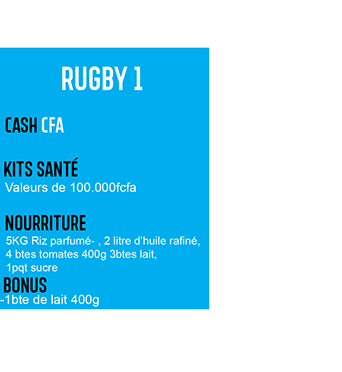 RUGBY 1
CASH CFA
KITS SANTÉ
Valeurs de 100.000fcfa
NOURRITURE
5KG Riz parfumé- , 2 litre d'huile rafiné,
4 btes tomates 400g 3btes lait,
1pqt sucre
BONUS
-1bte de lait 400g